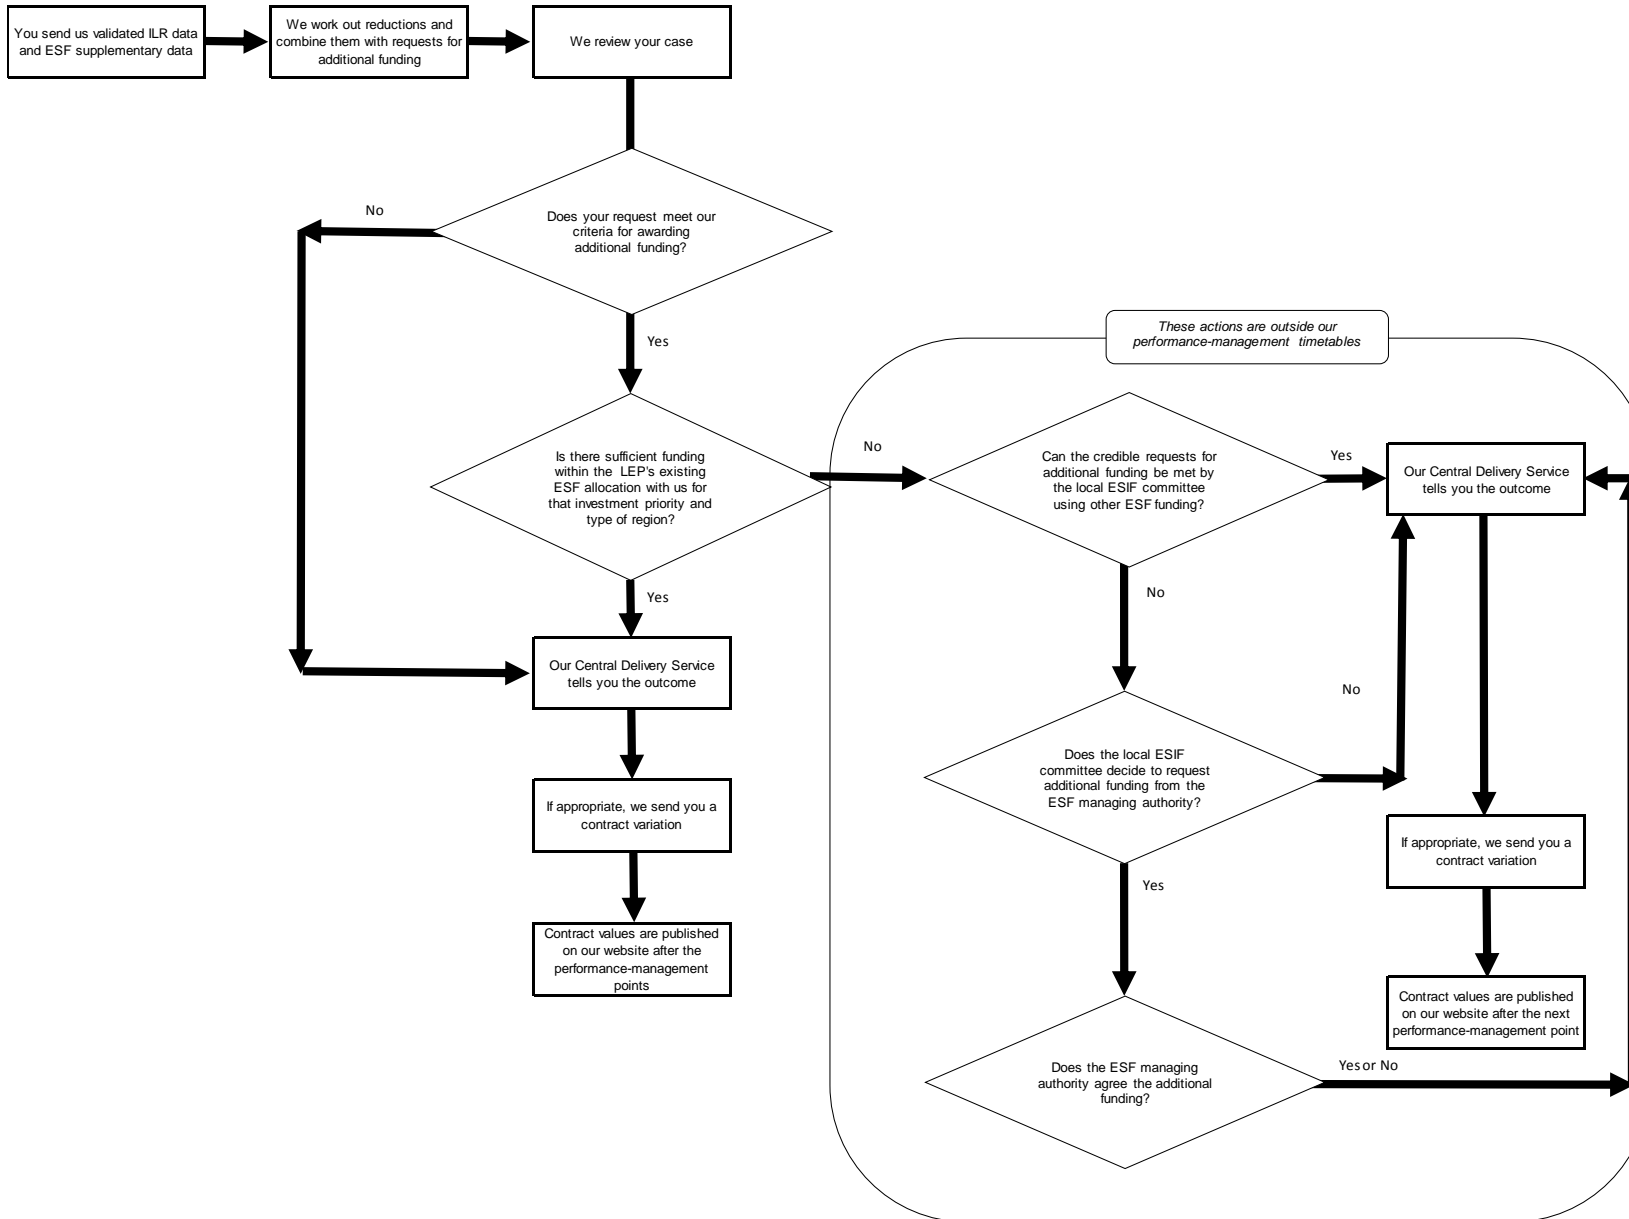 You send us validated ILR data
and ESF supplementary data
We work out reductions and
combine them with requests for
additional funding
We review your case
No
Does your request meet our
criteria for awarding
additional funding?
Yes
These actions are outside our
performance-management timetables
Is there sufficient funding
within the LEP's existing
ESF allocation with us for
that investment priority and
type of region?
No
Can the credible requests for
additional funding be met by
the local ESIF committee
using other ESF funding?
Yes
Our Central Delivery Service
tells you the outcome
Yes
No
Our Central Delivery Service
tells you the outcome
No
Does the local ESIF
committee decide to request
additional funding from the
ESF managing authority?
If appropriate, we send you a
contract variation
If appropriate, we send you a
contract variation
Yes
Contract values are published
on our website after the
performance-management
points
Contract values are published
on our website after the next
performance-management point
Does the ESF managing
authority agree the additional
funding?
Yes or No